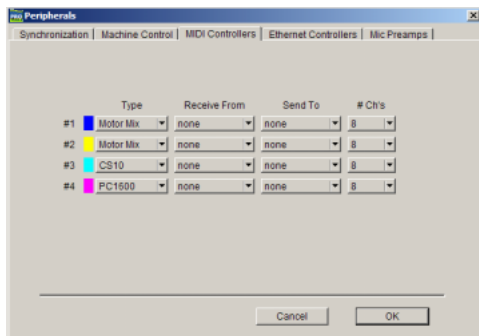 PRO Peripherals
Synchronization | Machine Control | MIDI Controllers | Ethernet Controllers | Mic Preamps |
Type Receive From Send To # Ch's
#1 Motor Mix none none 8
#2 Motor Mix none none 8
#3 CS10 none none 8
#4 PC1600 none none 8
Cancel OK